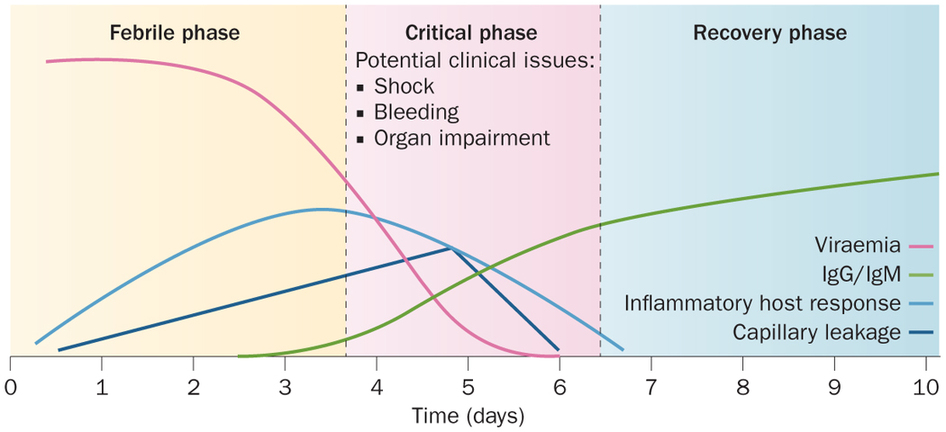 Febrile phase
Critical phase
Recovery phase
Potential clinical issues:
▪ Shock
▪ Bleeding
▪ Organ impairment
Viraemia
IgG/IgM
Inflammatory host response
Capillary leakage
0 1 2 3 4 5 6 7 8 9 10
Time (days)